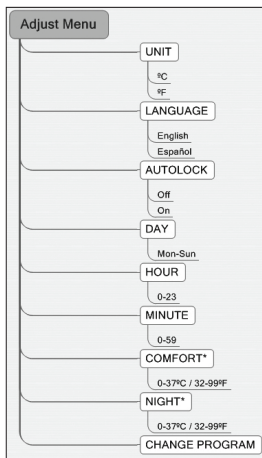 Adjust Menu
UNIT
ºC
ºF
LANGUAGE
English
Español
AUTOLOCK
Off
On
DAY
Mon-Sun
HOUR
0-23
MINUTE
0-59
COMFORT*
0-37ºC / 32-99ºF
NIGHT*
0-37ºC / 32-99ºF
CHANGE PROGRAM